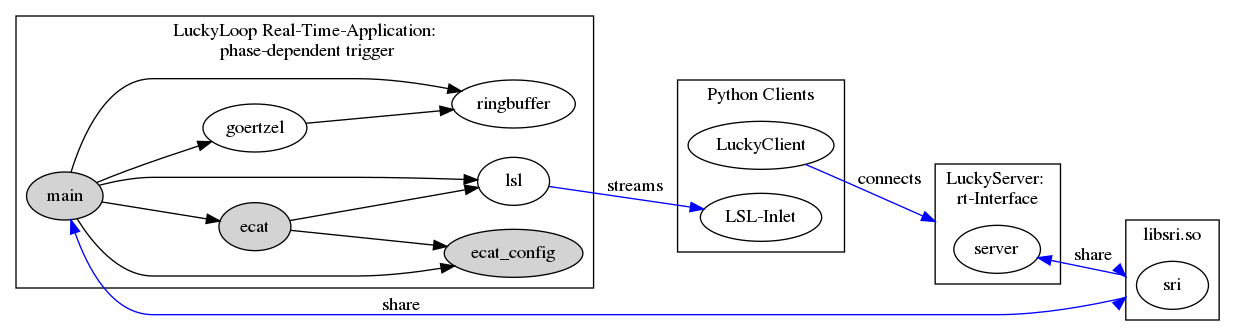 LuckyLoop Real-Time-Application:
phase-dependent trigger
ringbuffer
goertzel
main
lsl
ecat
ecat_config
share
streams
Python Clients
LuckyClient
LSL-Inlet
connects
LuckyServer:
rt-Interface
server
share
libsri.so
sri